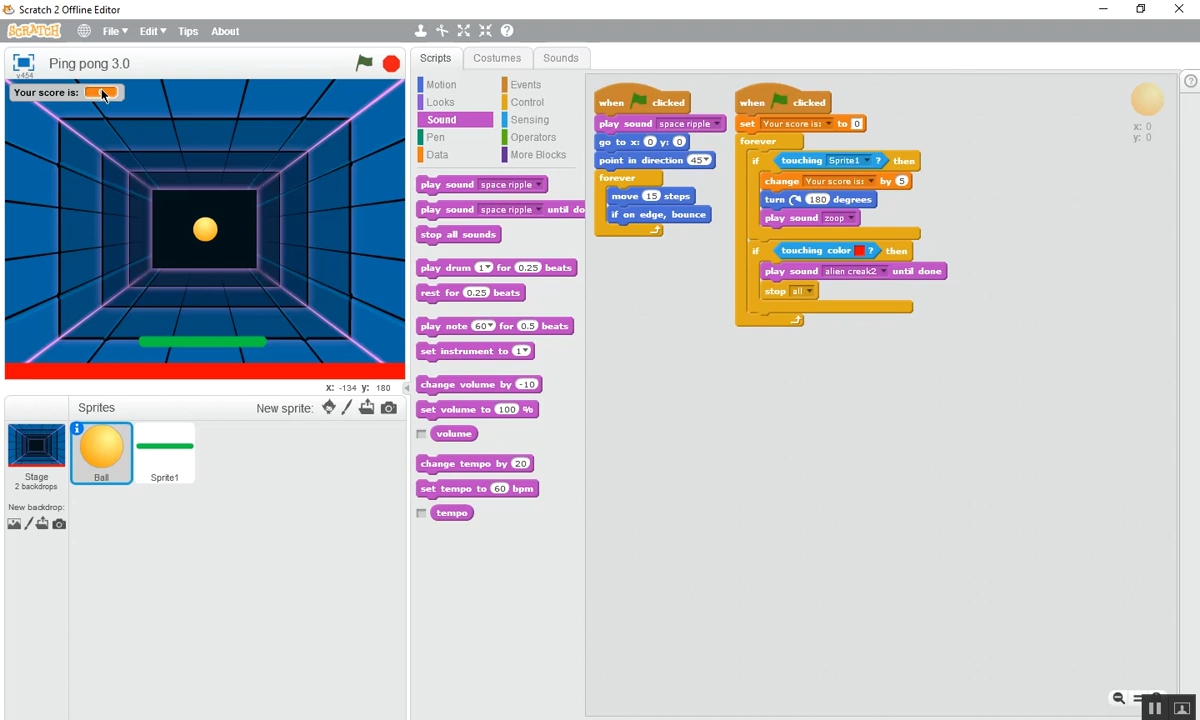 Scratch 2 Offline Editor
SCRATCH File Edit Tips About
v454 Ping pong 3.0
Your score is:
x: -134 y: 180
Sprites New sprite:
Stage
2 backdrops
Ball
Sprite1
New backdrop:
Scripts Costumes Sounds
Motion Events
Looks Control
Sound Sensing
Pen Operators
Data More Blocks
play sound space ripple
play sound space ripple until do
stop all sounds
play drum 1 for 0.25 beats
rest for 0.25 beats
play note 60 for 0.5 beats
set instrument to 1
change volume by -10
set volume to 100 %
volume
change tempo by 20
set tempo to 60 bpm
tempo
when clicked
play sound space ripple
go to x: 0 y: 0
point in direction 45
forever
move 15 steps
if on edge, bounce
when clicked
set Your score is: to 0
forever
if touching Sprite1 ? then
change Your score is: by 5
turn 180 degrees
play sound zoop
if touching color ? then
play sound alien creak2 until done
stop all
x: 0
y: 0